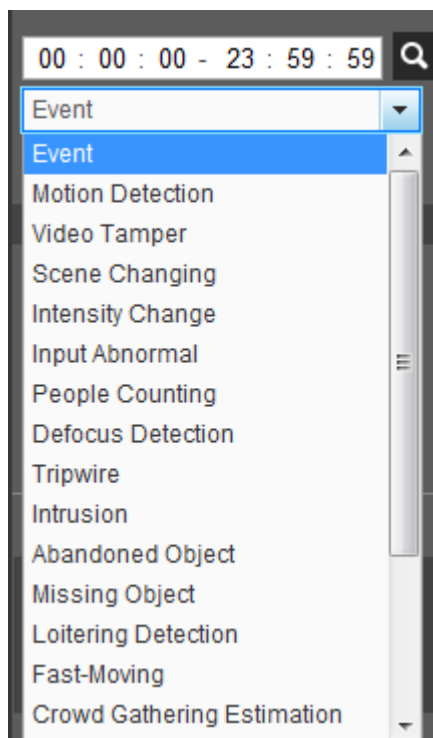 00 : 00 : 00 - 23 : 59 : 59
Event
Event
Motion Detection
Video Tamper
Scene Changing
Intensity Change
Input Abnormal
People Counting
Defocus Detection
Tripwire
Intrusion
Abandoned Object
Missing Object
Loitering Detection
Fast-Moving
Crowd Gathering Estimation